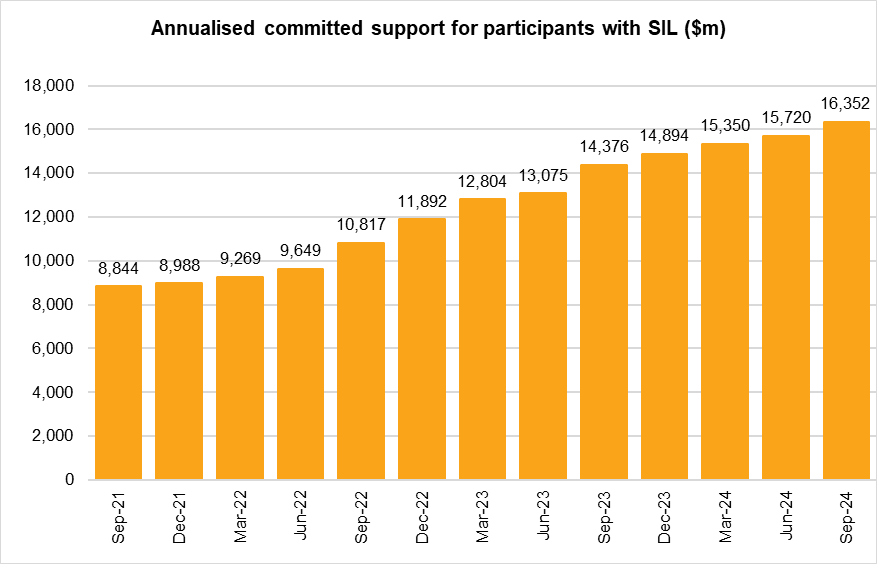 Annualised committed support for participants with SIL ($m)
18,000
16,000
14,000
12,000
10,000
8,000
6,000
4,000
2,000
0
8,844
8,988
9,269
9,649
10,817
11,892
12,804
13,075
14,376
14,894
15,350
15,720
16,352
Sep-21
Dec-21
Mar-22
Jun-22
Sep-22
Dec-22
Mar-23
Jun-23
Sep-23
Dec-23
Mar-24
Jun-24
Sep-24